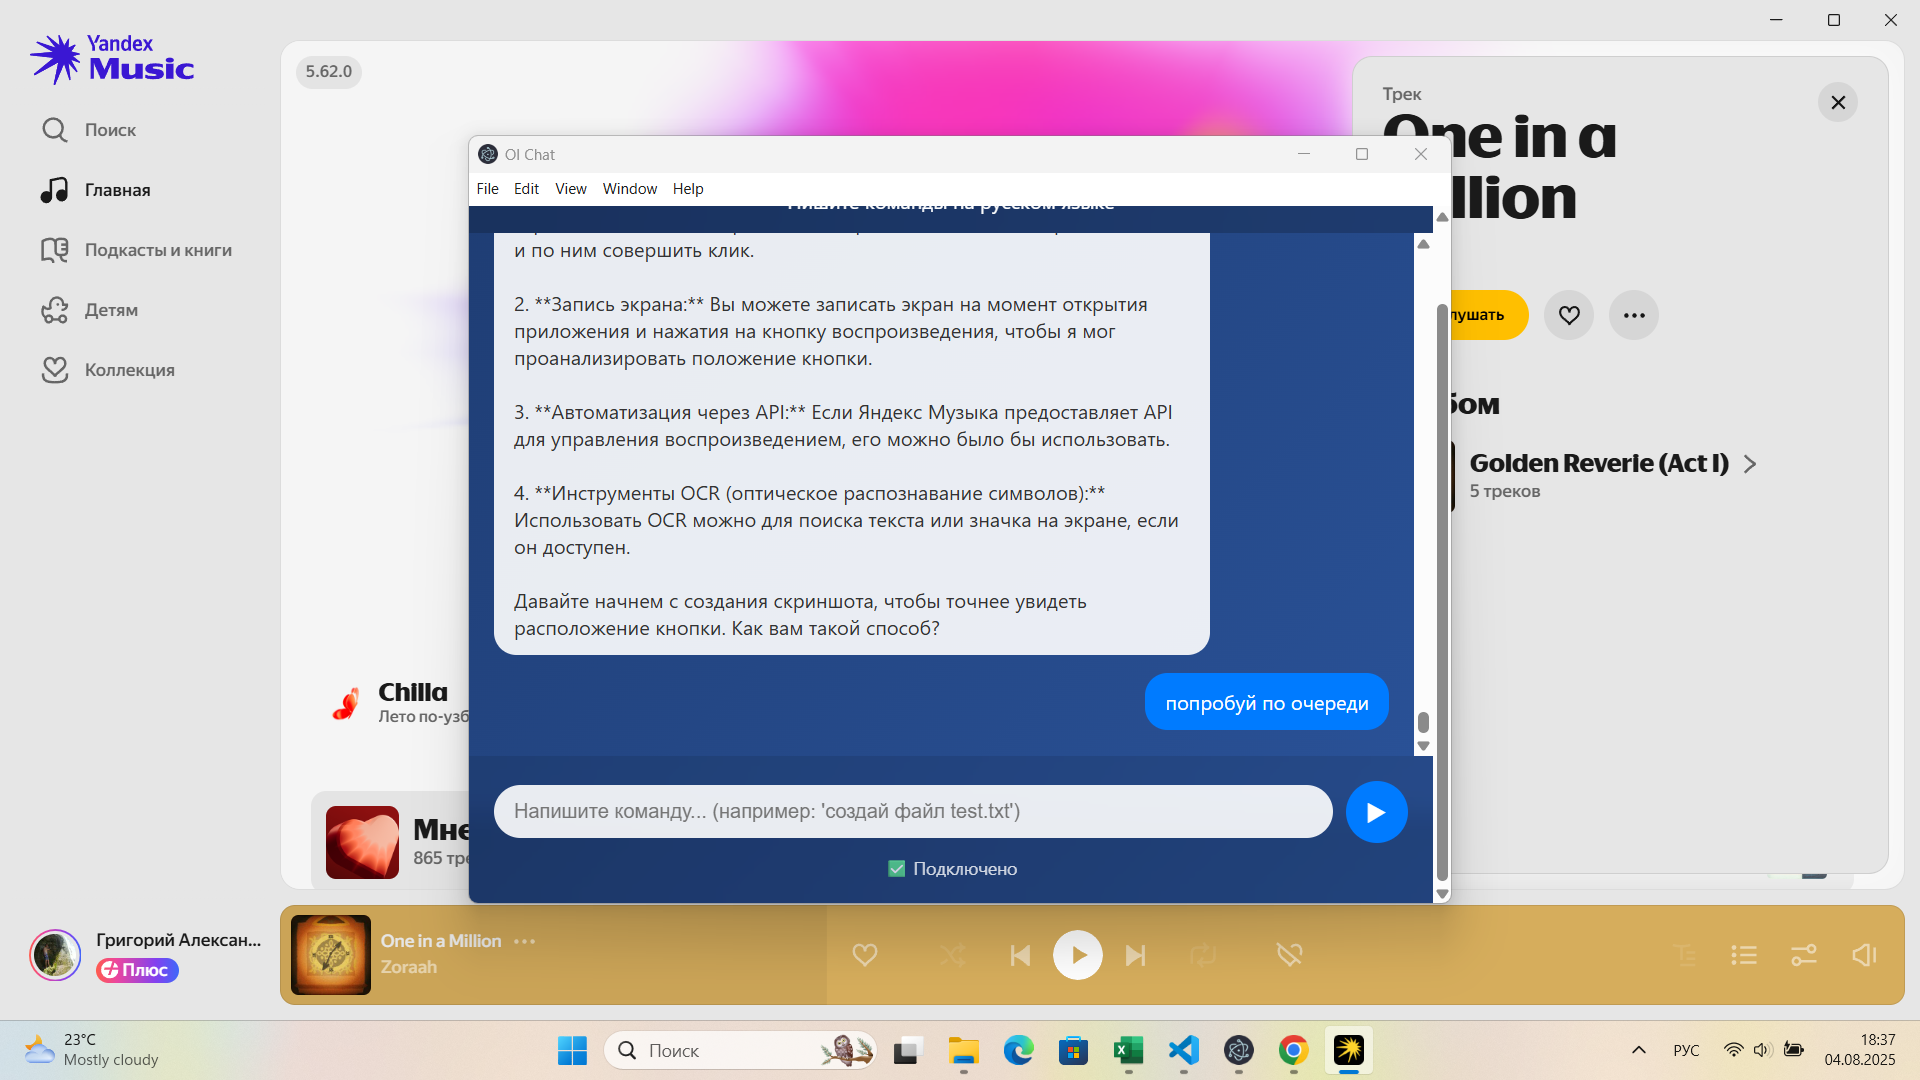 Yandex
Music
Поиск
Главная
Подкасты и книги
Детям
Коллекция
5.62.0
Трек
One in a
llion
лушать
Golden Reverie (Act I)
5 треков
OI Chat
File Edit View Window Help
Пишите команды на русском языке
и по ним совершить клик.
2. **Запись экрана:** Вы можете записать экран на момент открытия
приложения и нажатия на кнопку воспроизведения, чтобы я мог
проанализировать положение кнопки.
3. **Автоматизация через API:** Если Яндекс Музыка предоставляет API
для управления воспроизведением, его можно было бы использовать.
4. **Инструменты OCR (оптическое распознавание символов):**
Использовать OCR можно для поиска текста или значка на экране, если
он доступен.
Давайте начнем с создания скриншота, чтобы точнее увидеть
расположение кнопки. Как вам такой способ?
попробуй по очереди
Напишите команду... (например: 'создай файл test.txt')
Подключено
Chilla
Лето по-узб
Мне
865 тре
Григорий Алексан...
Плюс
One in a Million
Zoraah
23°C
Mostly cloudy
Поиск
РУС
18:37
04.08.2025